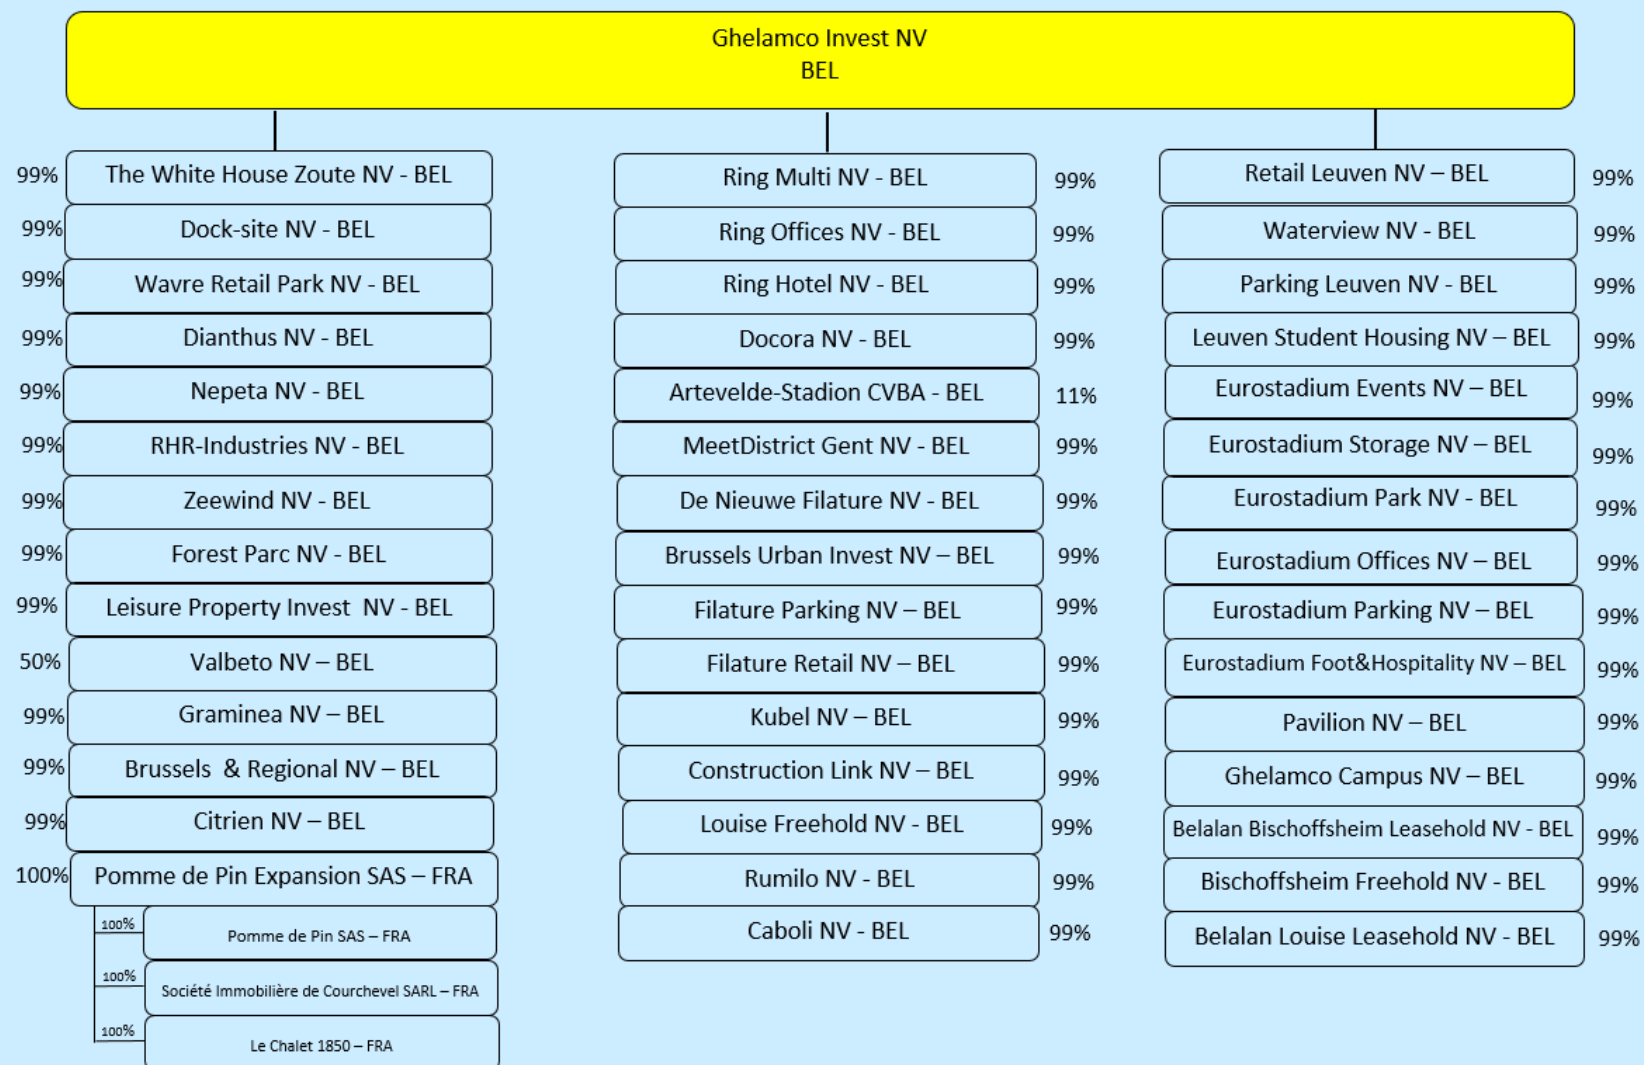 Ghelamco Invest NV
BEL
99% The White House Zoute NV - BEL
99% Dock-site NV - BEL
99% Wavre Retail Park NV - BEL
99% Dianthus NV - BEL
99% Nepeta NV - BEL
99% RHR-Industries NV - BEL
99% Zeewind NV - BEL
99% Forest Parc NV - BEL
99% Leisure Property Invest NV - BEL
50% Valbeto NV – BEL
99% Graminea NV – BEL
99% Brussels & Regional NV – BEL
99% Citrien NV – BEL
100% Pomme de Pin Expansion SAS – FRA
100% Pomme de Pin SAS – FRA
100% Société Immobilière de Courchevel SARL – FRA
100% Le Chalet 1850 – FRA
Ring Multi NV - BEL 99%
Ring Offices NV - BEL 99%
Ring Hotel NV - BEL 99%
Docora NV - BEL 99%
Artevelde-Stadion CVBA - BEL 11%
MeetDistrict Gent NV - BEL 99%
De Nieuwe Filature NV - BEL 99%
Brussels Urban Invest NV – BEL 99%
Filature Parking NV – BEL 99%
Filature Retail NV – BEL 99%
Kubel NV – BEL 99%
Construction Link NV – BEL 99%
Louise Freehold NV - BEL 99%
Rumilo NV - BEL 99%
Caboli NV - BEL 99%
Retail Leuven NV – BEL 99%
Waterview NV - BEL 99%
Parking Leuven NV - BEL 99%
Leuven Student Housing NV – BEL 99%
Eurostadium Events NV – BEL 99%
Eurostadium Storage NV – BEL 99%
Eurostadium Park NV - BEL 99%
Eurostadium Offices NV – BEL 99%
Eurostadium Parking NV – BEL 99%
Eurostadium Foot&Hospitality NV – BEL 99%
Pavilion NV – BEL 99%
Ghelamco Campus NV – BEL 99%
Belalan Bischoffsheim Leasehold NV - BEL 99%
Bischoffsheim Freehold NV - BEL 99%
Belalan Louise Leasehold NV - BEL 99%